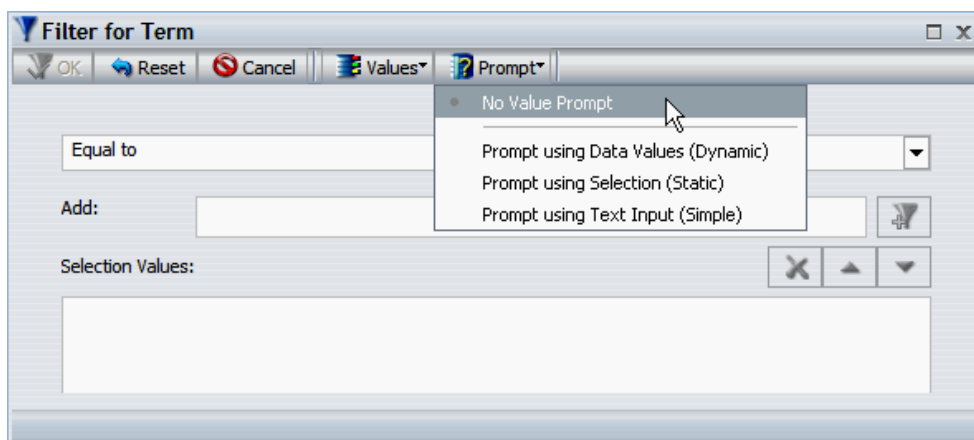 Filter for Term
OK Reset Cancel Values Prompt
No Value Prompt
Equal to
Prompt using Data Values (Dynamic)
Prompt using Selection (Static)
Add:
Prompt using Text Input (Simple)
Selection Values: